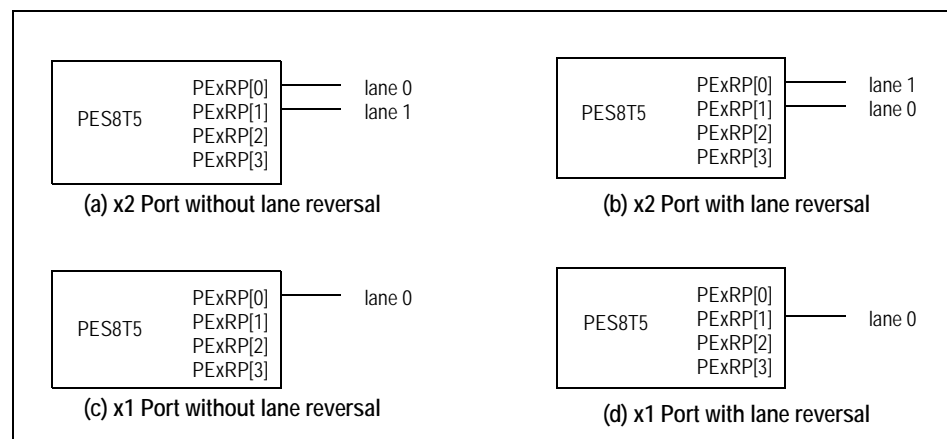 PExRP[0] lane 0
PES8T5 PExRP[1] lane 1
PExRP[2]
PExRP[3]
(a) x2 Port without lane reversal
PExRP[0] lane 1
PES8T5 PExRP[1] lane 0
PExRP[2]
PExRP[3]
(b) x2 Port with lane reversal
PExRP[0] lane 0
PES8T5 PExRP[1]
PExRP[2]
PExRP[3]
(c) x1 Port without lane reversal
PExRP[0]
PES8T5 PExRP[1] lane 0
PExRP[2]
PExRP[3]
(d) x1 Port with lane reversal